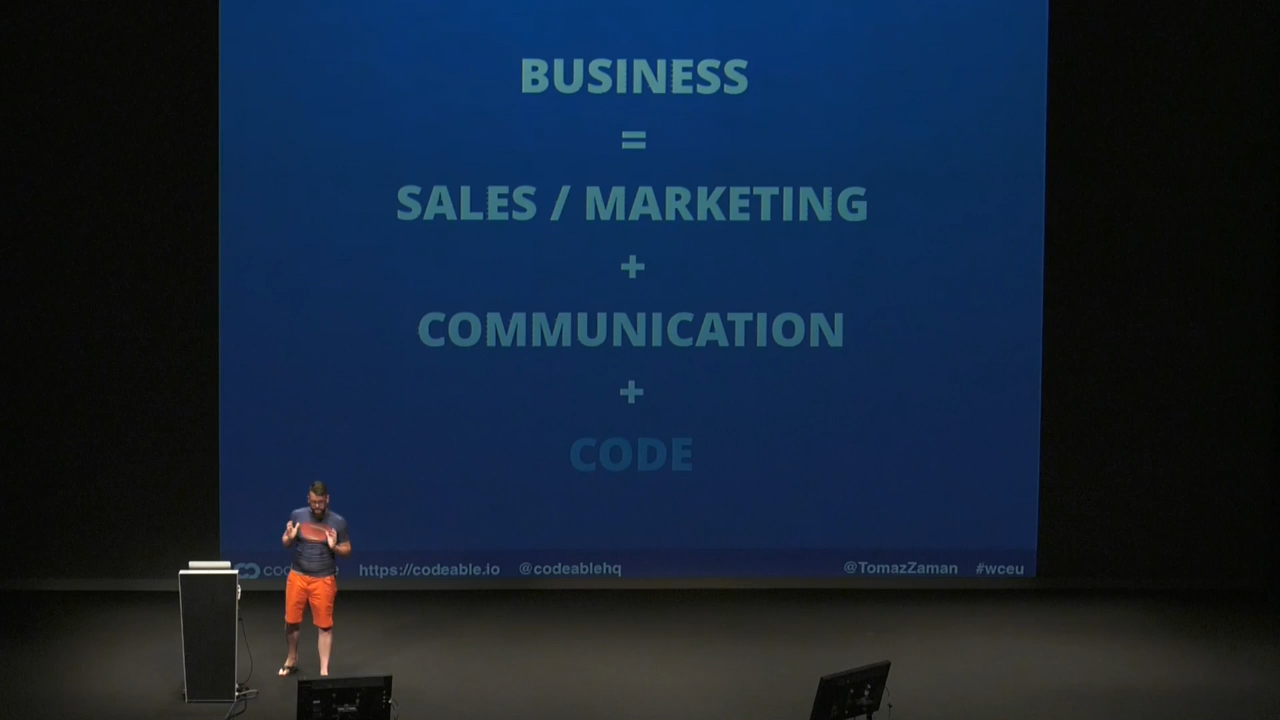 BUSINESS
=
SALES / MARKETING
+
COMMUNICATION
+
CODE
https://codeable.io @codeablehq @TomazZaman #wceu